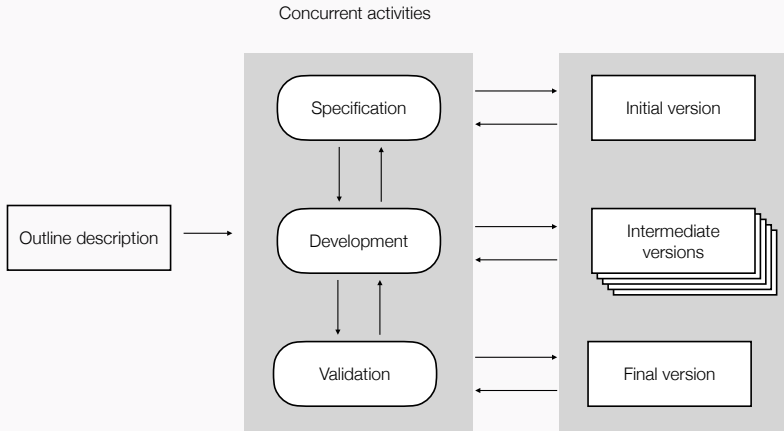 Concurrent activities
Specification
Initial version
Outline description
Development
Intermediate
versions
Validation
Final version